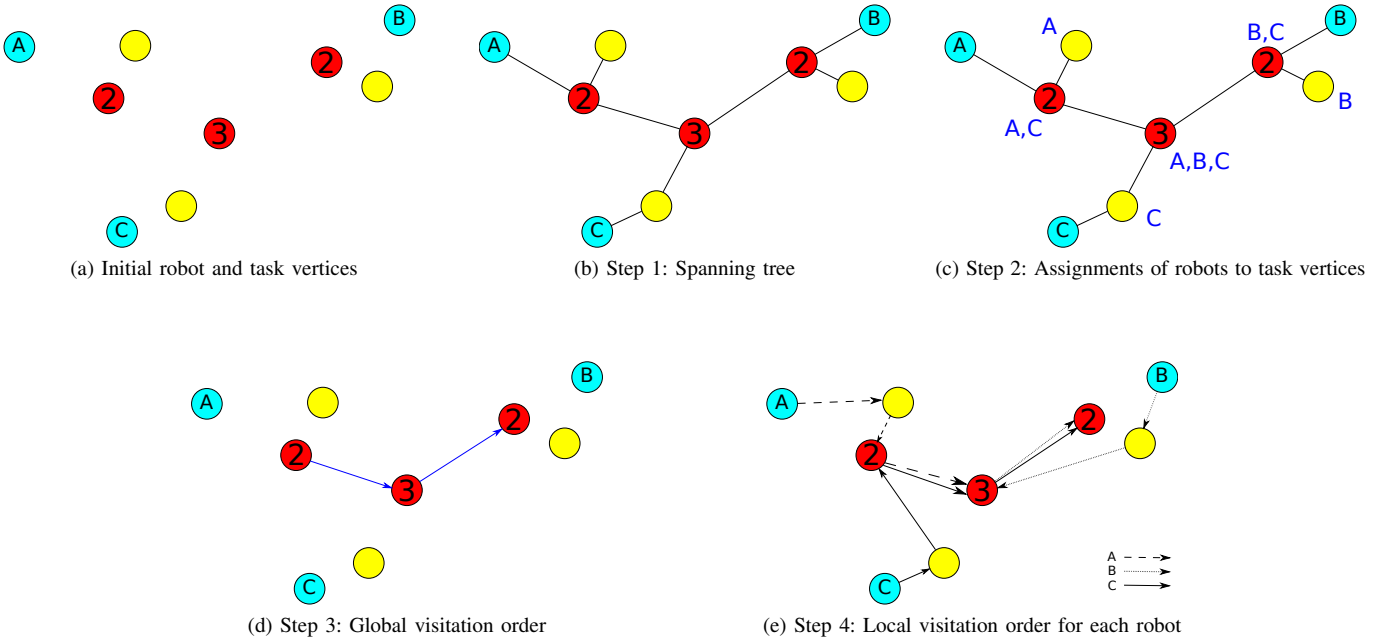 A
B
2
2
3
C
(a) Initial robot and task vertices
A
B
2
2
3
C
(b) Step 1: Spanning tree
A
B
A
B,C
2
2
B
A,C
3
A,B,C
C
C
(c) Step 2: Assignments of robots to task vertices
A
B
2
2
3
C
(d) Step 3: Global visitation order
A
B
2
2
3
C
A
B
C
(e) Step 4: Local visitation order for each robot